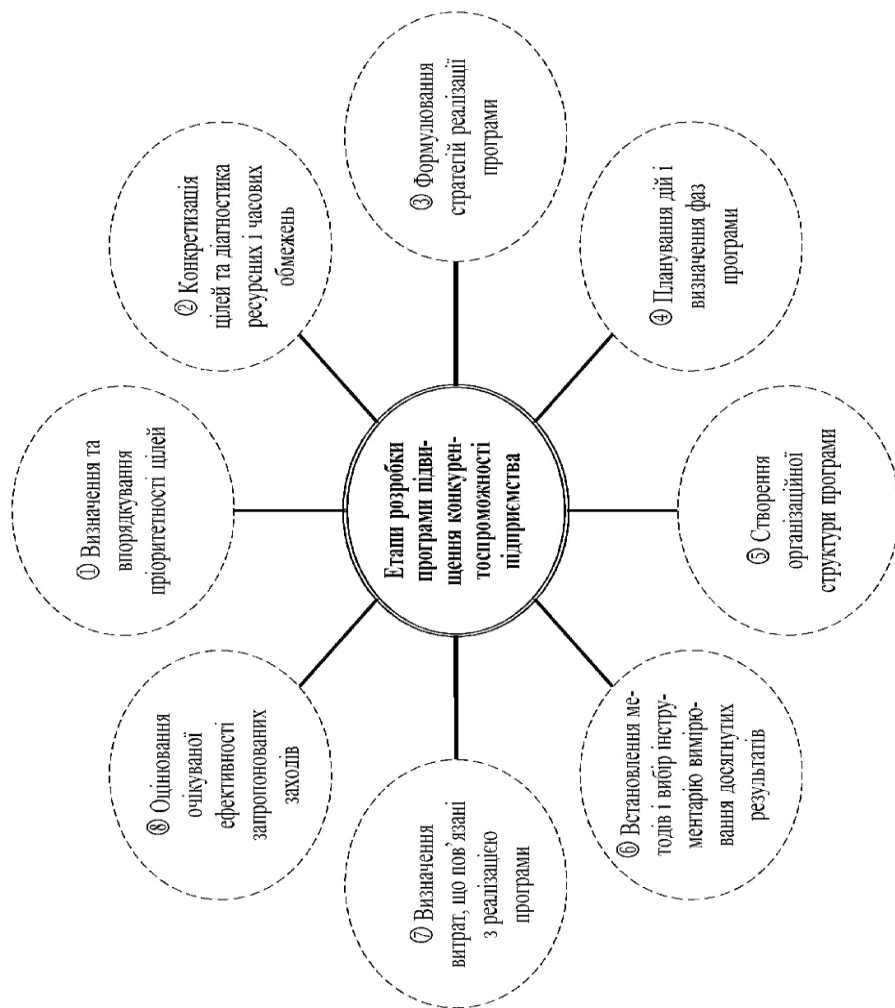 Етапи розробки
програми підви-
щення конкурен-
тоспроможності
підприємства
① Визначення та
впорядкування
пріоритетності цілей
② Конкретизація
цілей та діагностика
ресурсних і часових
обмежень
③ Формулювання
стратегій реалізації
програми
④ Планування дій і
визначення фаз
програми
⑤ Створення
організаційної
структури програми
⑥ Встановлення ме-
тодів і вибір інстру-
ментарію вимірю-
вання досягнутих
результатів
⑦ Визначення
витрат, що пов’язані
з реалізацією
програми
⑧ Оцінювання
очікуваної
ефективності
запропонованих
заходів